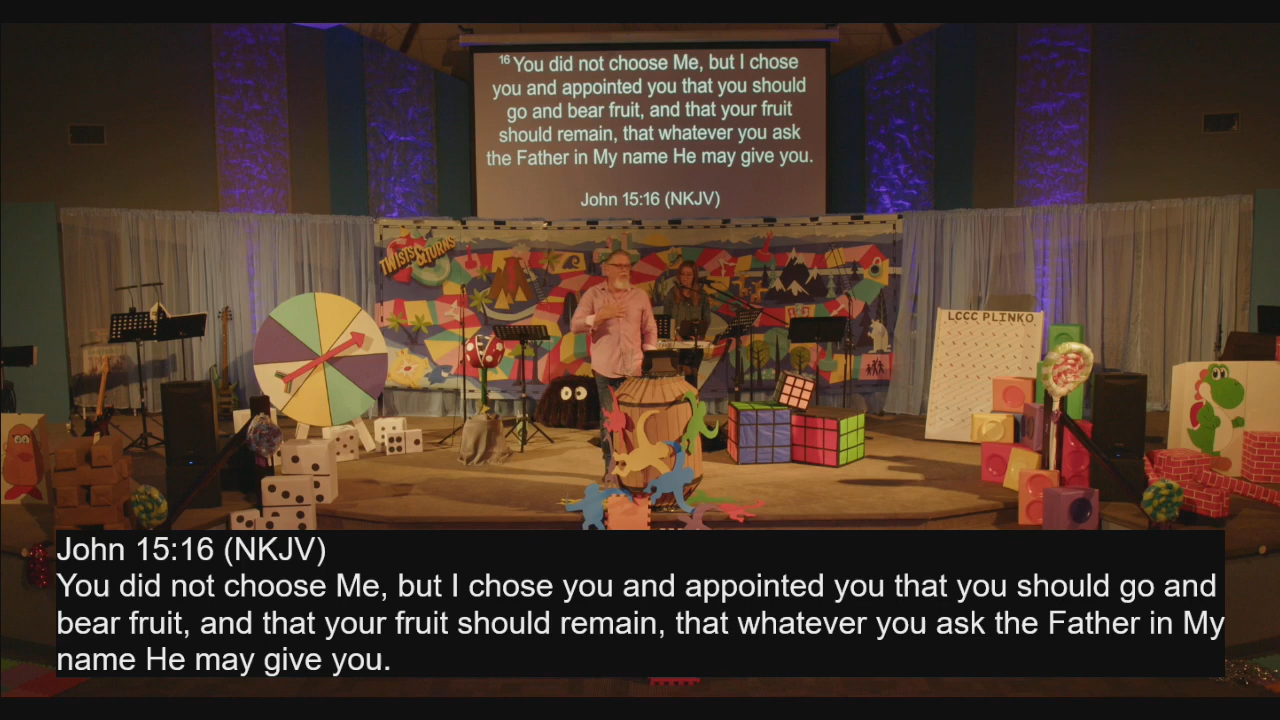 16 You did not choose Me, but I chose
you and appointed you that you should
go and bear fruit, and that your fruit
should remain, that whatever you ask
the Father in My name He may give you.
John 15:16 (NKJV)
TWISTS & TURNS
LCCC PLINKO
John 15:16 (NKJV)
You did not choose Me, but I chose you and appointed you that you should go and
bear fruit, and that your fruit should remain, that whatever you ask the Father in My
name He may give you.